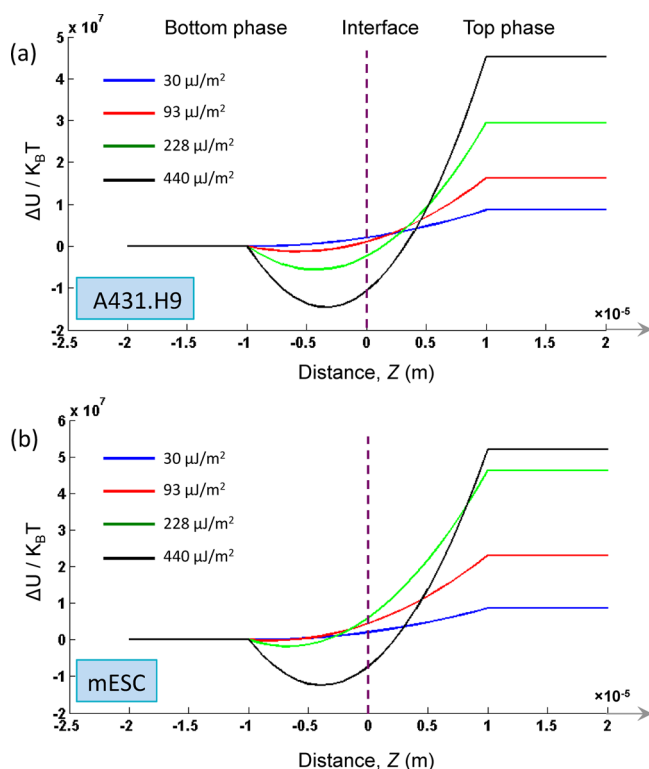 Bottom phase Interface Top phase
(a)
x 10⁷
5
4
3
2
1
0
-1
-2
ΔU / K_BT
30 µJ/m²
93 µJ/m²
228 µJ/m²
440 µJ/m²
A431.H9
×10⁻⁵
-2.5 -2 -1.5 -1 -0.5 0 0.5 1 1.5 2
Distance, Z (m)
(b)
x 10⁷
6
5
4
3
2
1
0
-1
-2
ΔU / K_BT
30 µJ/m²
93 µJ/m²
228 µJ/m²
440 µJ/m²
mESC
×10⁻⁵
-2.5 -2 -1.5 -1 -0.5 0 0.5 1 1.5 2
Distance, Z (m)